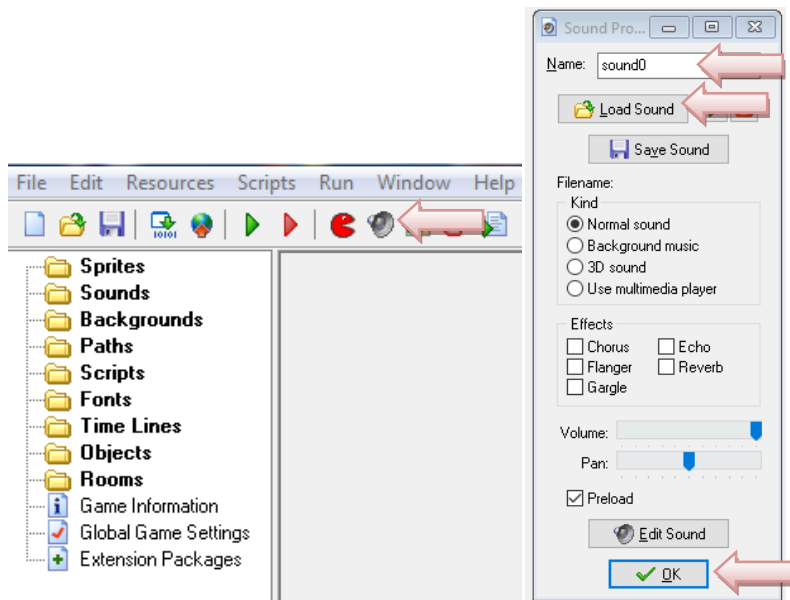 File Edit Resources Scripts Run Window Help
10101
Sprites
Sounds
Backgrounds
Paths
Scripts
Fonts
Time Lines
Objects
Rooms
Game Information
Global Game Settings
Extension Packages
Sound Pro...
Name: sound0
Load Sound
Save Sound
Filename:
Kind
Normal sound
Background music
3D sound
Use multimedia player
Effects
Chorus Echo
Flanger Reverb
Gargle
Volume:
Pan:
Preload
Edit Sound
OK